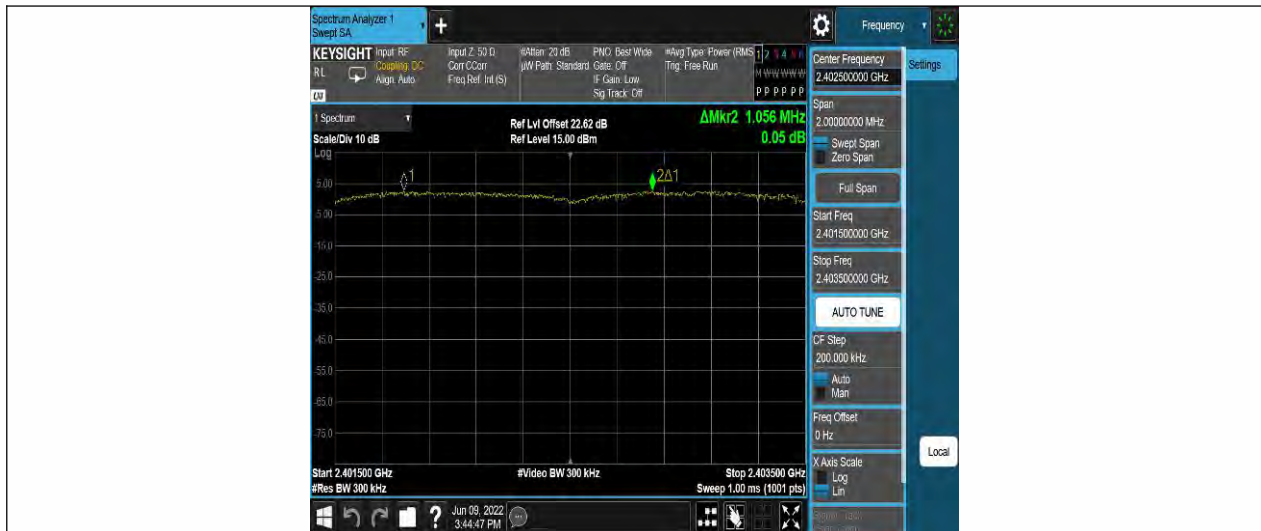 Spectrum Analyzer 1
Swept SA
+
Frequency
KEYSIGHT
RL
Input: RF
Coupling: DC
Align: Auto
Input Z: 50 Ω
Corr CCorr
Freq Ref: Int (S)
#Atten: 20 dB
µW Path: Standard
PNO: Best Wide
Gate: Off
IF Gain: Low
Sig Track: Off
#Avg Type: Power (RMS
Trig: Free Run
1 2 3 4 5 6
M W W W W W
P P P P P P
1 Spectrum
Scale/Div 10 dB
Ref Lvl Offset 22.62 dB
Ref Level 15.00 dBm
ΔMkr2 1.056 MHz
0.05 dB
Log
5.00
-5.00
-15.0
-25.0
-35.0
-45.0
-55.0
-65.0
-75.0
1
2Δ1
Start 2.401500 GHz
#Res BW 300 kHz
#Video BW 300 kHz
Stop 2.403500 GHz
Sweep 1.00 ms (1001 pts)
?
Jun 09, 2022
3:44:47 PM
Center Frequency
2.402500000 GHz
Settings
Span
2.00000000 MHz
Swept Span
Zero Span
Full Span
Start Freq
2.401500000 GHz
Stop Freq
2.403500000 GHz
AUTO TUNE
CF Step
200.000 kHz
Auto
Man
Freq Offset
0 Hz
X Axis Scale
Log
Lin
Local